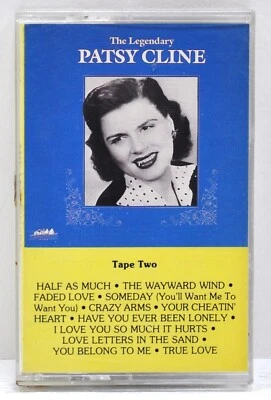 The Legendary
PATSY CLINE
Tape Two
HALF AS MUCH • THE WAYWARD WIND •
FADED LOVE • SOMEDAY (You'll Want Me To
Want You) • CRAZY ARMS • YOUR CHEATIN'
HEART • HAVE YOU EVER BEEN LONELY •
I LOVE YOU SO MUCH IT HURTS •
LOVE LETTERS IN THE SAND •
YOU BELONG TO ME • TRUE LOVE